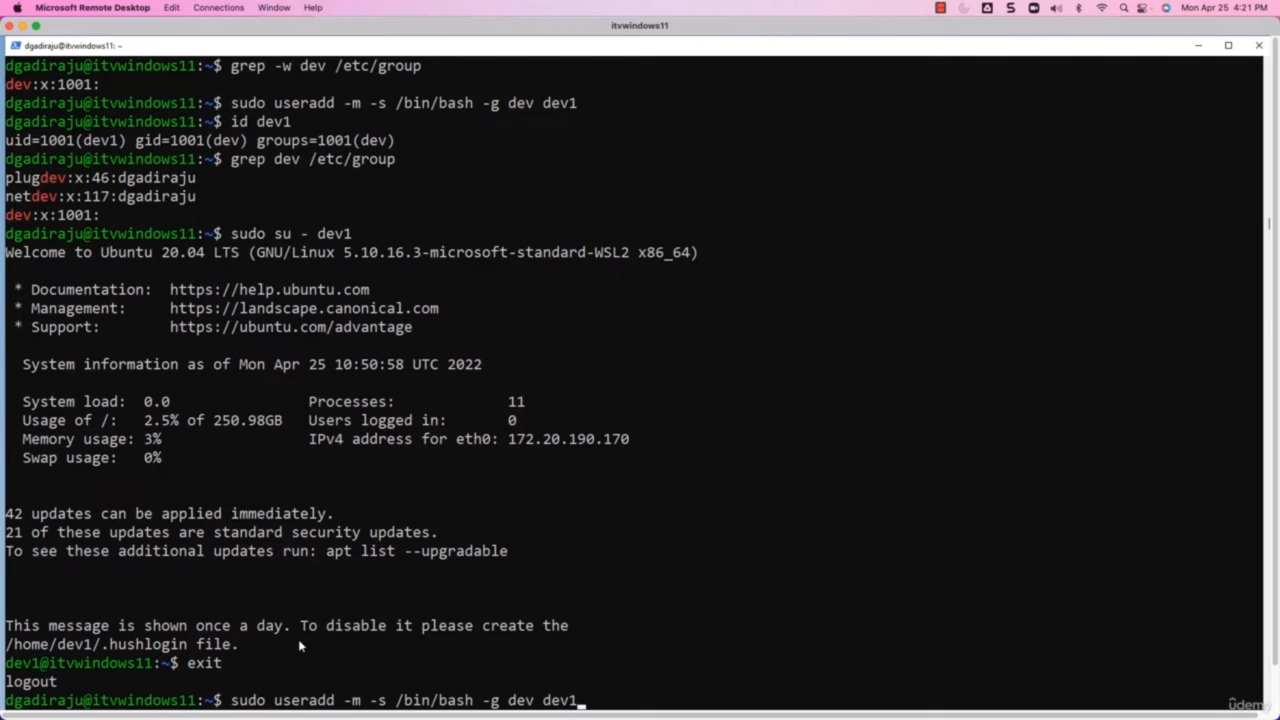 Microsoft Remote Desktop Edit Connections Window Help Mon Apr 25 4:21 PM
itvwindows11
dgadiraju@itvwindows11: ~
dgadiraju@itvwindows11:~$ grep -w dev /etc/group
dev:x:1001:
dgadiraju@itvwindows11:~$ sudo useradd -m -s /bin/bash -g dev dev1
dgadiraju@itvwindows11:~$ id dev1
uid=1001(dev1) gid=1001(dev) groups=1001(dev)
dgadiraju@itvwindows11:~$ grep dev /etc/group
plugdev:x:46:dgadiraju
netdev:x:117:dgadiraju
dev:x:1001:
dgadiraju@itvwindows11:~$ sudo su - dev1
Welcome to Ubuntu 20.04 LTS (GNU/Linux 5.10.16.3-microsoft-standard-WSL2 x86_64)
* Documentation: https://help.ubuntu.com
* Management: https://landscape.canonical.com
* Support: https://ubuntu.com/advantage
System information as of Mon Apr 25 10:50:58 UTC 2022
System load: 0.0 Processes: 11
Usage of /: 2.5% of 250.98GB Users logged in: 0
Memory usage: 3% IPv4 address for eth0: 172.20.190.170
Swap usage: 0%
42 updates can be applied immediately.
21 of these updates are standard security updates.
To see these additional updates run: apt list --upgradable
This message is shown once a day. To disable it please create the
/home/dev1/.hushlogin file.
dev1@itvwindows11:~$ exit
logout
dgadiraju@itvwindows11:~$ sudo useradd -m -s /bin/bash -g dev dev1
udemy